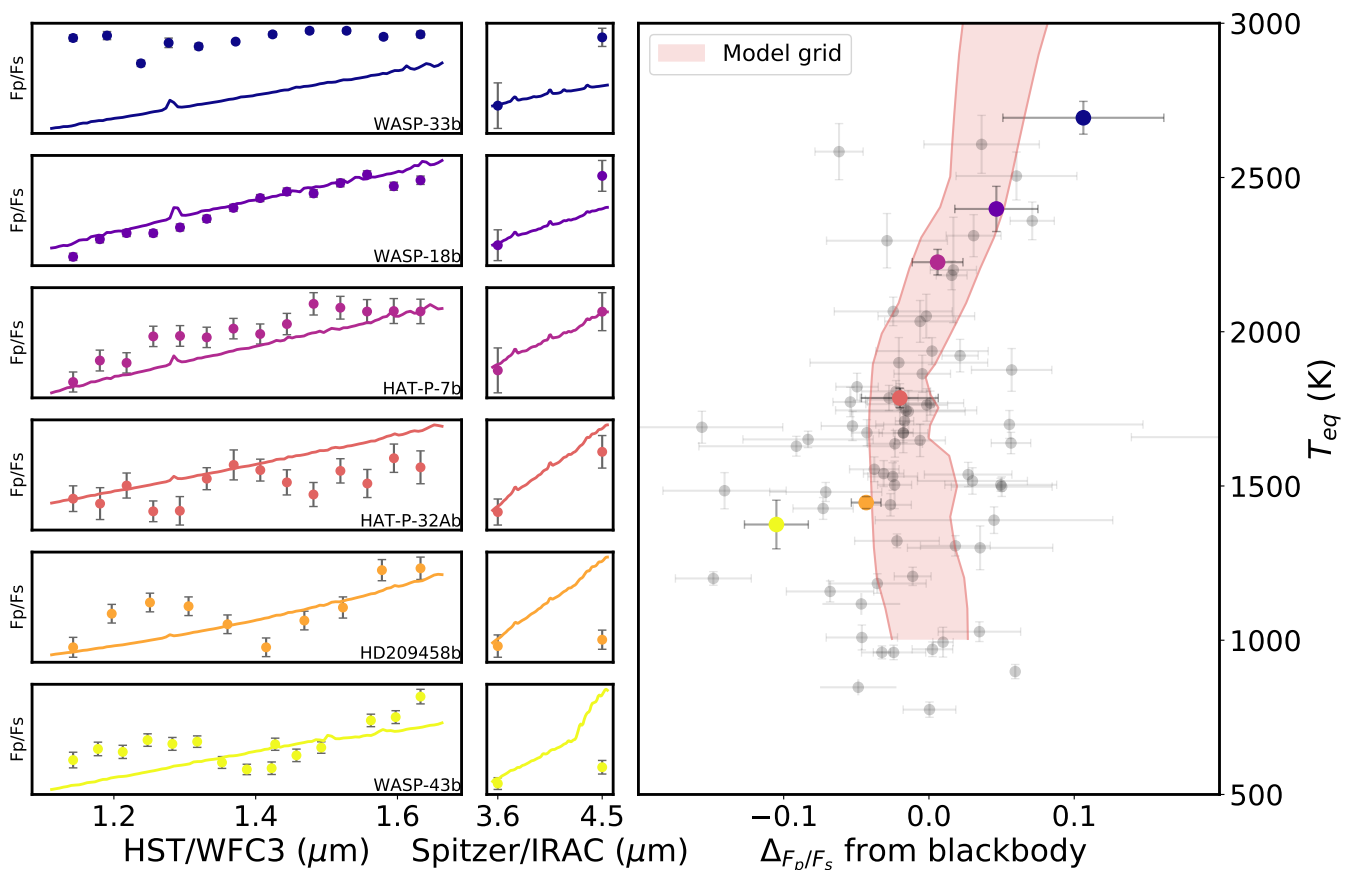 Fp/Fs
WASP-33b
Fp/Fs
WASP-18b
Fp/Fs
HAT-P-7b
Fp/Fs
HAT-P-32Ab
Fp/Fs
HD209458b
Fp/Fs
WASP-43b
1.2 1.4 1.6
HST/WFC3 (μm)
3.6 4.5
Spitzer/IRAC (μm)
Model grid
3000
2500
2000
1500
1000
500
T_eq (K)
−0.1 0.0 0.1
Δ_Fp/Fs from blackbody